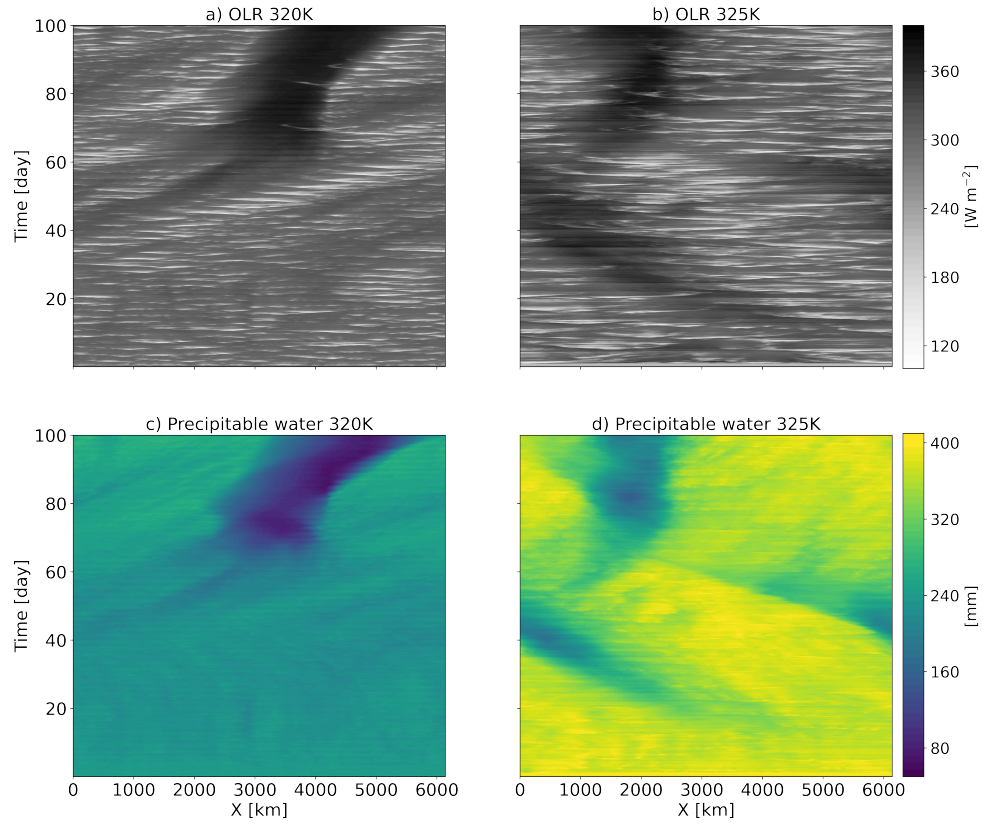 a) OLR 320K
b) OLR 325K
100
80
60
40
20
Time [day]
360
300
240
180
120
[W m−2]
c) Precipitable water 320K
d) Precipitable water 325K
100
80
60
40
20
Time [day]
0 1000 2000 3000 4000 5000 6000
X [km]
0 1000 2000 3000 4000 5000 6000
X [km]
400
320
240
160
80
[mm]